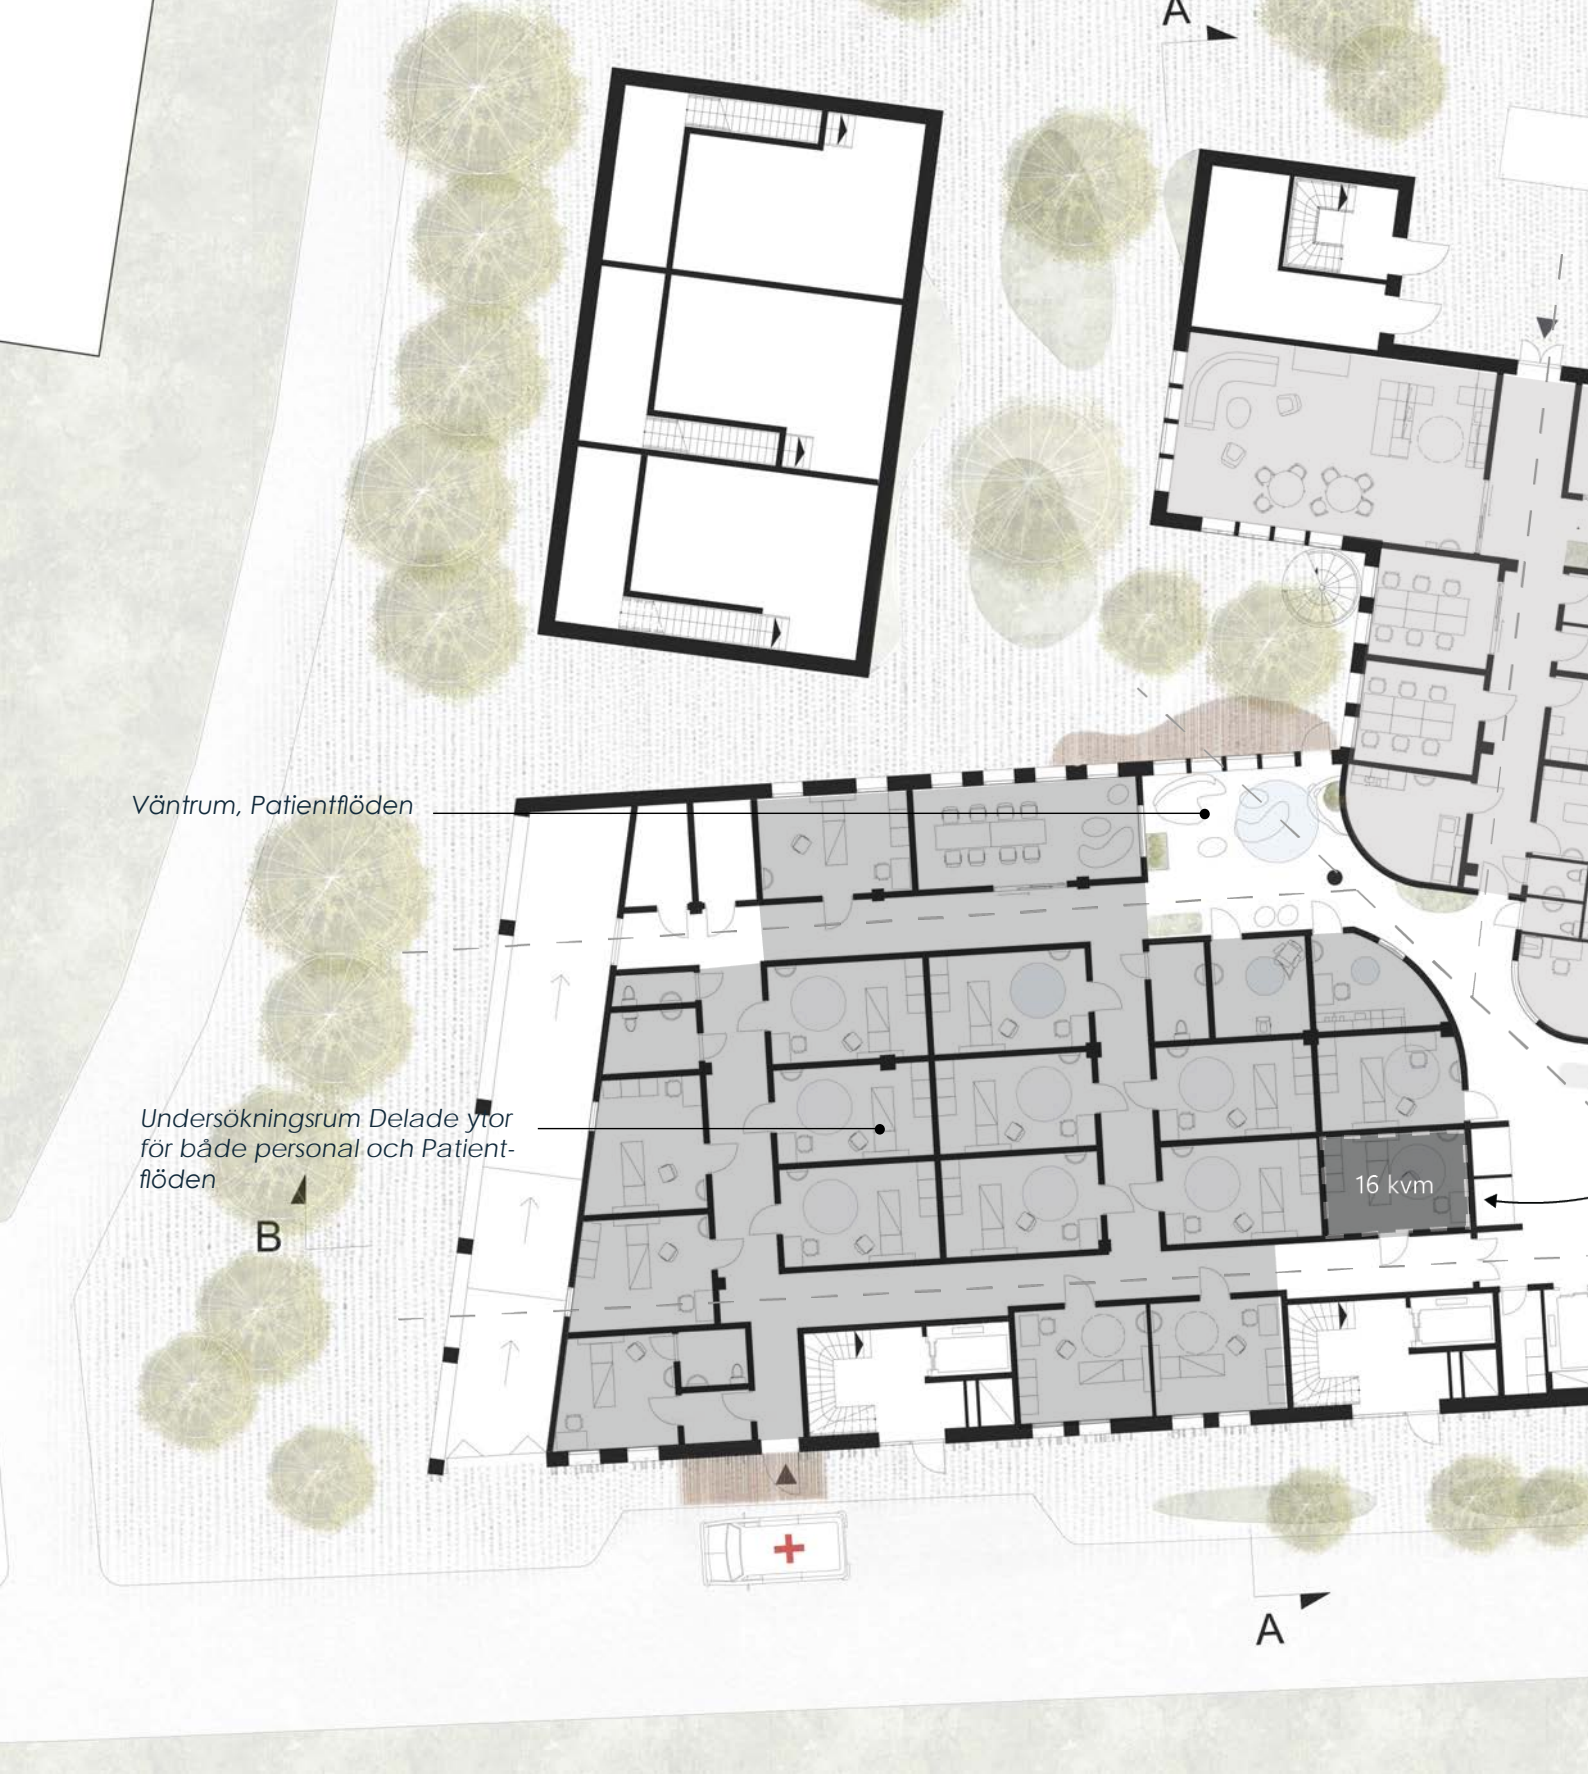 A
Väntrum, Patientflöden
Undersökningsrum Delade ytor
för både personal och Patient-
flöden
16 kvm
B
A